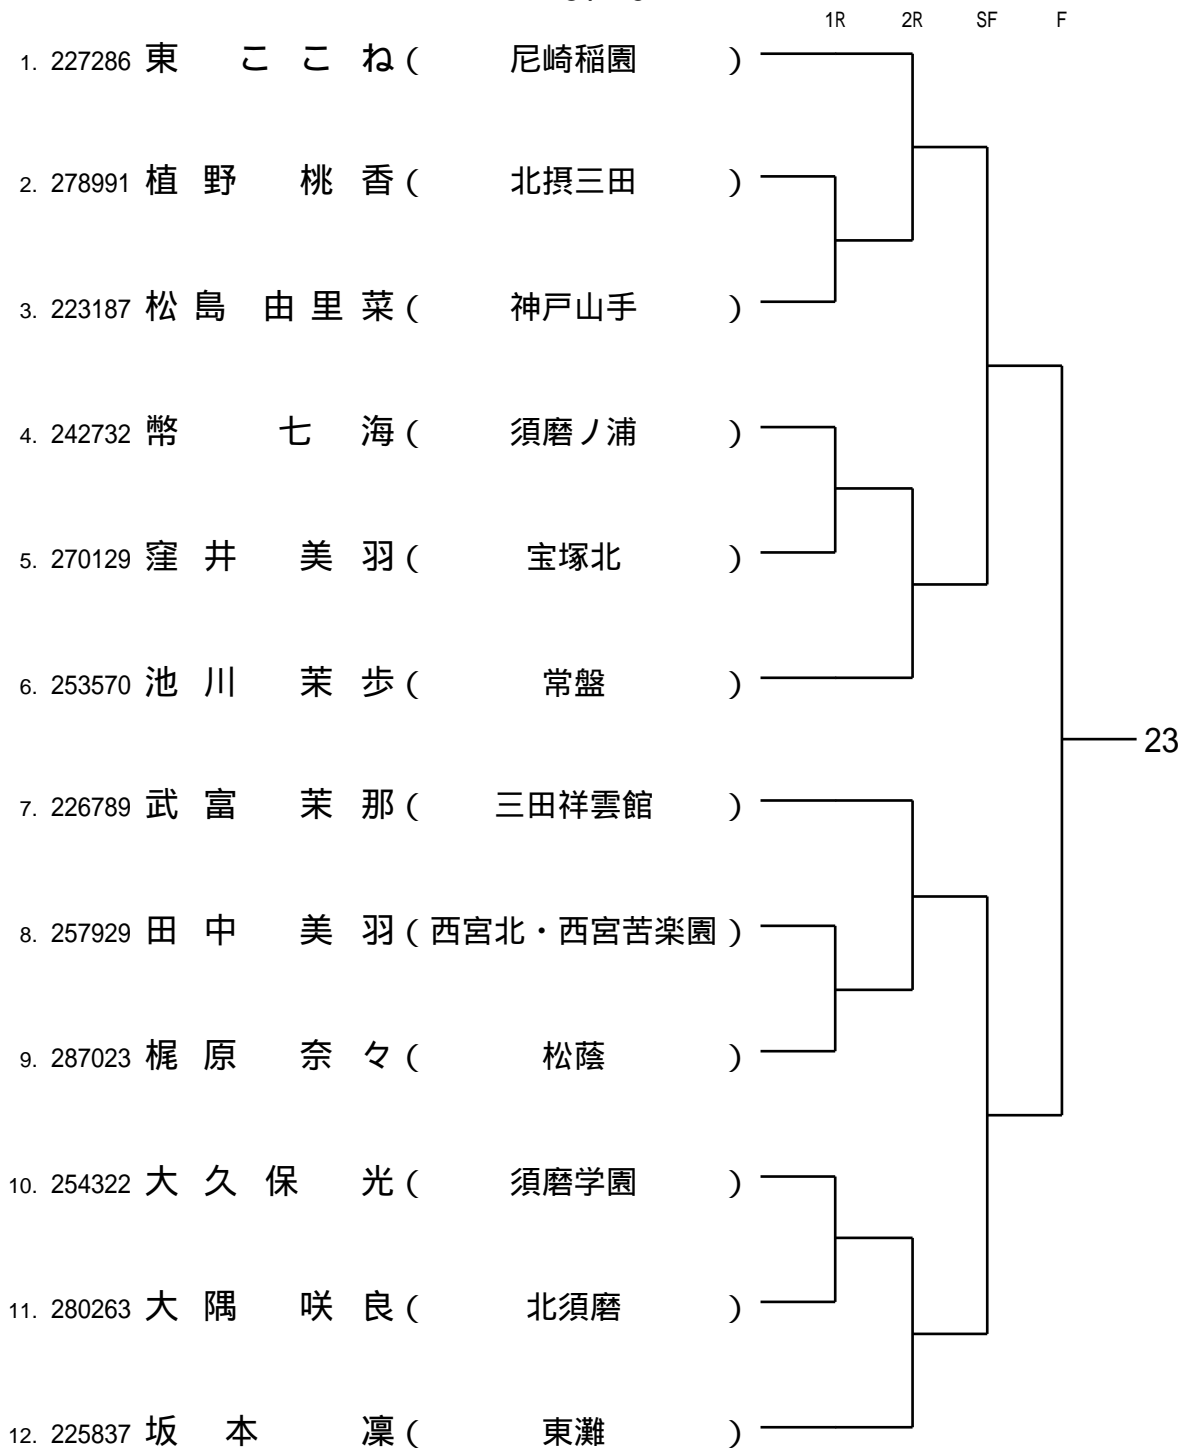 1R 2R SF F
1. 227286 東 こ こ ね ( 尼崎稲園 )
2. 278991 植 野 桃 香 ( 北摂三田 )
3. 223187 松 島 由 里 菜 ( 神戸山手 )
4. 242732 幣 七 海 ( 須磨ノ浦 )
5. 270129 窪 井 美 羽 ( 宝塚北 )
6. 253570 池 川 茉 歩 ( 常盤 )
23
7. 226789 武 富 茉 那 ( 三田祥雲館 )
8. 257929 田 中 美 羽 ( 西宮北・西宮苦楽園 )
9. 287023 梶 原 奈 々 ( 松蔭 )
10. 254322 大 久 保 光 ( 須磨学園 )
11. 280263 大 隅 咲 良 ( 北須磨 )
12. 225837 坂 本 凜 ( 東灘 )